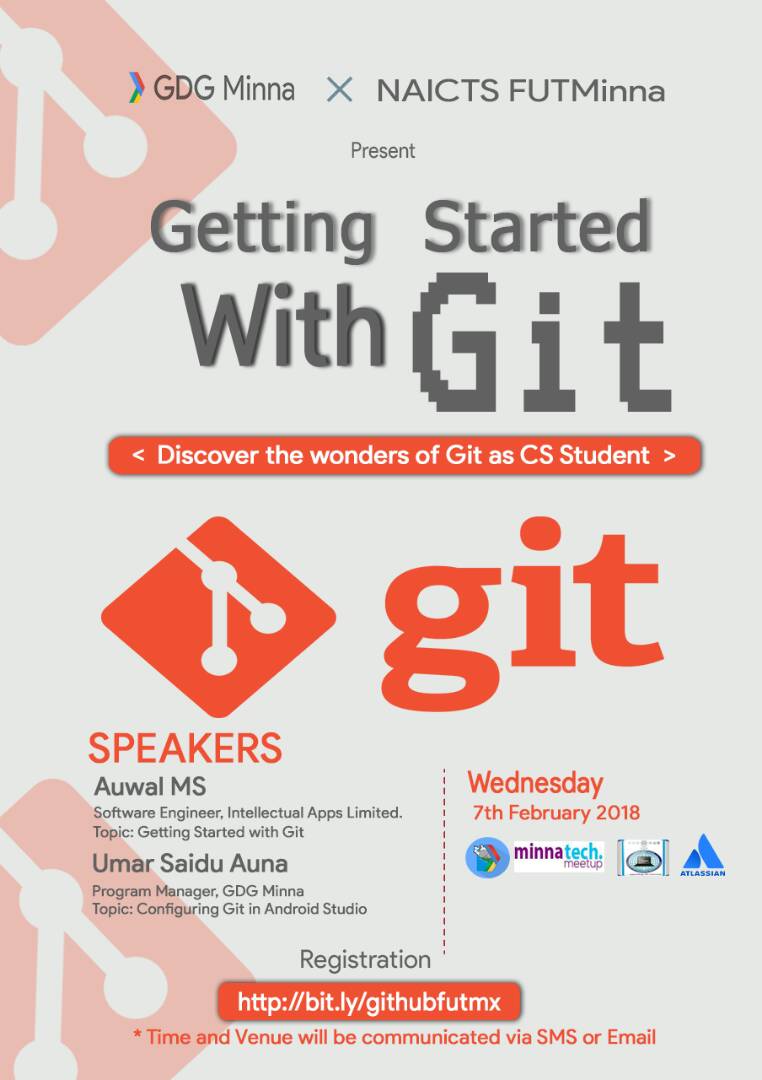 GDG Minna X NAICTS FUTMinna
Present
Getting Started
With Git
< Discover the wonders of Git as CS Student >
git
SPEAKERS
Auwal MS
Software Engineer, Intellectual Apps Limited.
Topic: Getting Started with Git
Umar Saidu Auna
Program Manager, GDG Minna
Topic: Configuring Git in Android Studio
Wednesday
7th February 2018
minnatech.
meetup
ATLASSIAN
Registration
http://bit.ly/githubfutmx
* Time and Venue will be communicated via SMS or Email